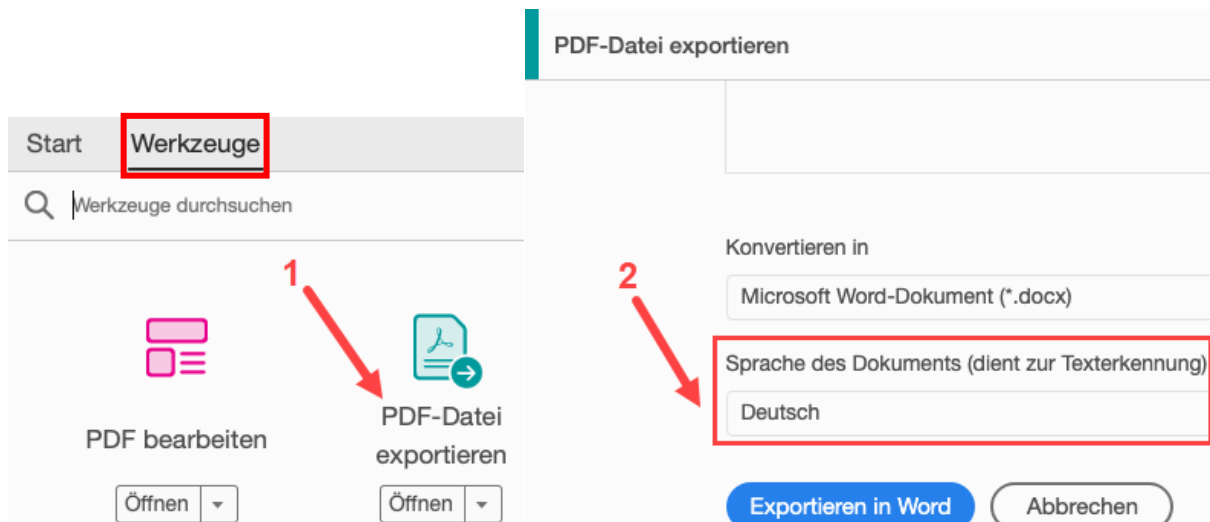 Start
Werkzeuge
Werkzeuge durchsuchen
1
PDF bearbeiten
Öffnen
PDF-Datei
exportieren
Öffnen
PDF-Datei exportieren
Konvertieren in
2
Microsoft Word-Dokument (*.docx)
Sprache des Dokuments (dient zur Texterkennung)
Deutsch
Exportieren in Word
Abbrechen